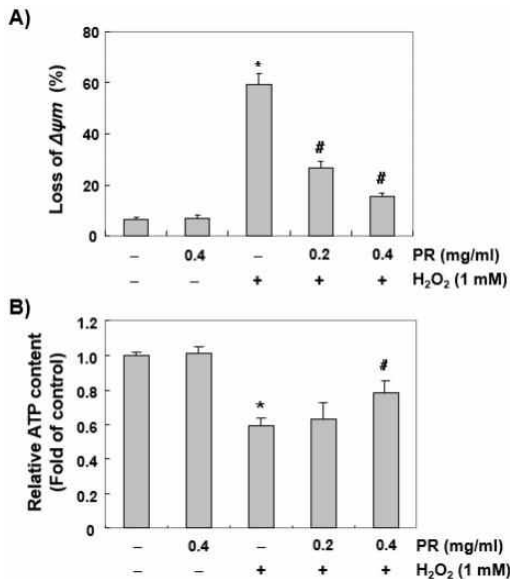 A)
Loss of Δψm (%)
80
60
40
20
0
*
#
#
– 0.4 – 0.2 0.4 PR (mg/ml)
– – + + + H₂O₂ (1 mM)
B)
Relative ATP content
(Fold of control)
1.2
1.0
0.8
0.6
0.4
0.2
0
*
#
– 0.4 – 0.2 0.4 PR (mg/ml)
– – + + + H₂O₂ (1 mM)